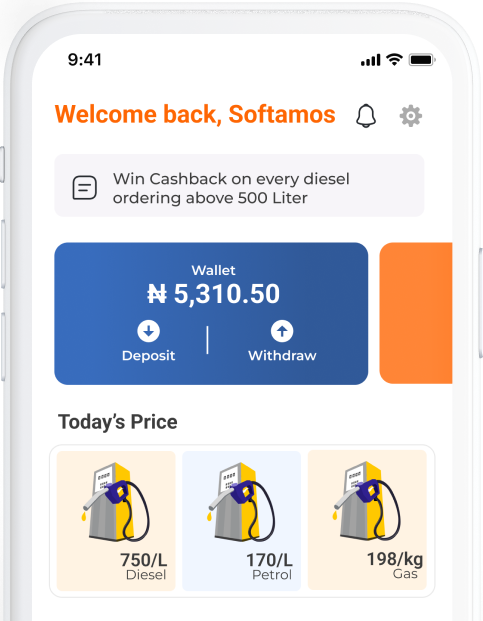 9:41
Welcome back, Softamos
Win Cashback on every diesel
ordering above 500 Liter
Wallet
₦ 5,310.50
Deposit
Withdraw
Today's Price
750/L
Diesel
170/L
Petrol
198/kg
Gas